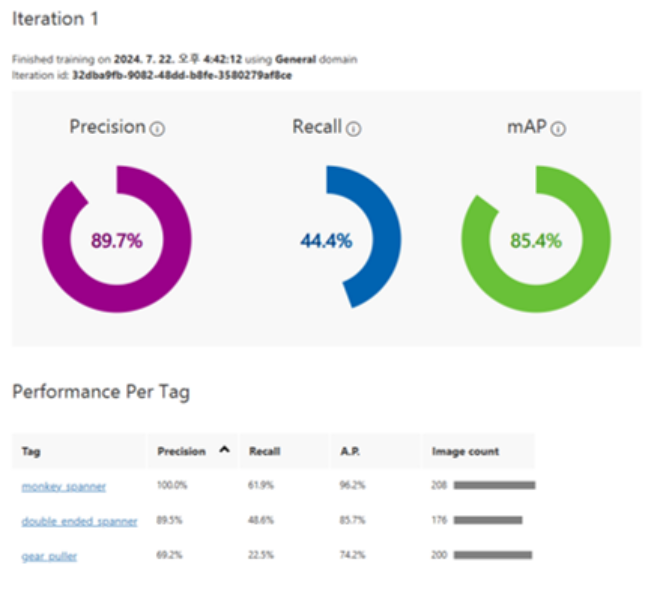 Iteration 1
Finished training on 2024. 7. 22. 오후 4:42:12 using General domain
Iteration id: 32dba9fb-9082-48dd-b8fe-3580279af8ce
Precision Recall mAP
89.7% 44.4% 85.4%
Performance Per Tag
Tag Precision Recall A.P. Image count
monkey spanner 100.0% 61.9% 96.2% 208
double ended spanner 89.5% 48.6% 85.7% 176
gear puller 69.2% 22.5% 74.2% 200